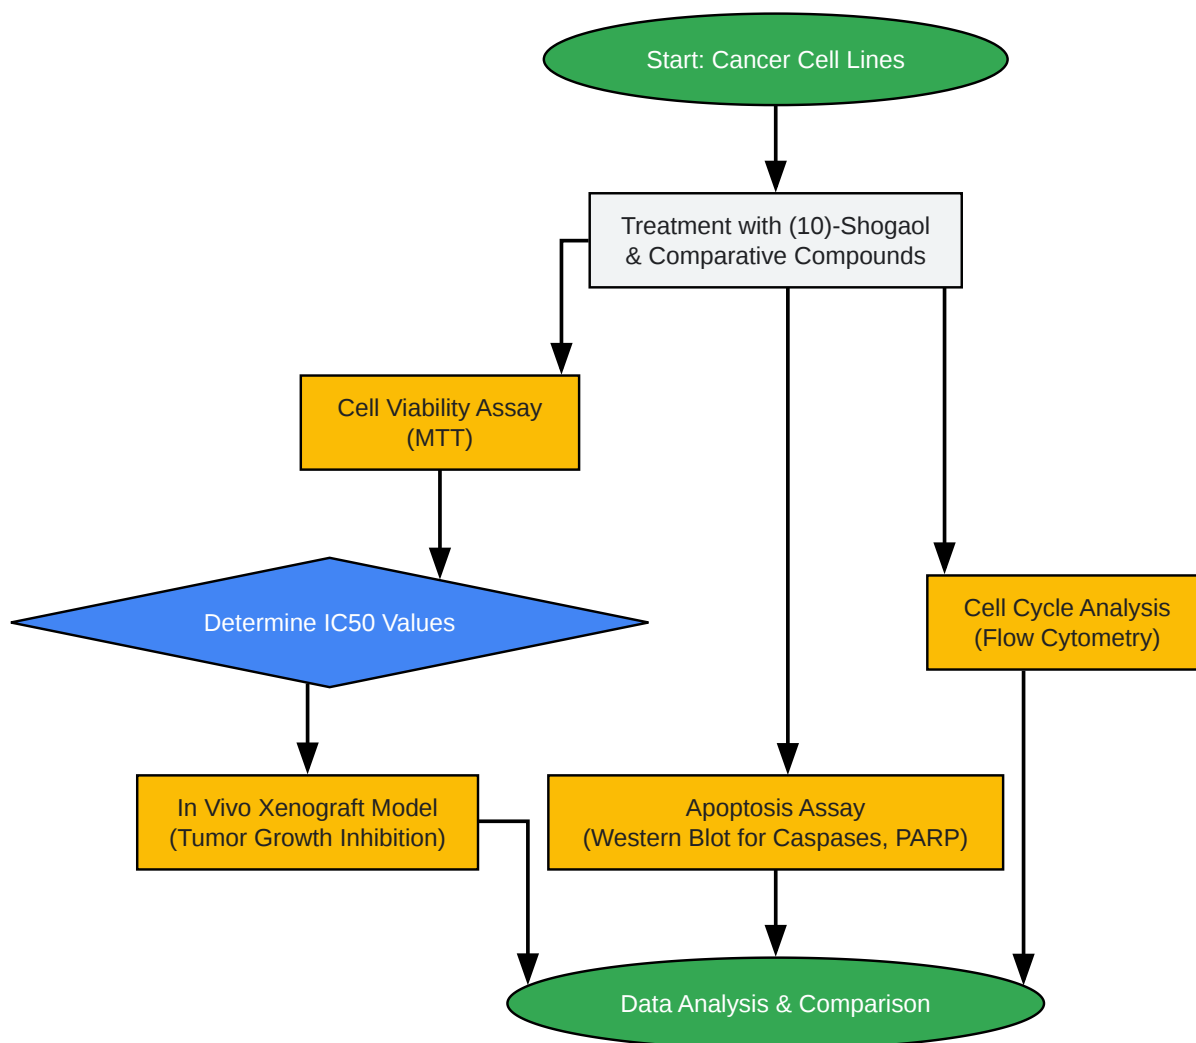 Start: Cancer Cell Lines
Treatment with (10)-Shogaol
& Comparative Compounds
Cell Viability Assay
(MTT)
Determine IC50 Values
Cell Cycle Analysis
(Flow Cytometry)
In Vivo Xenograft Model
(Tumor Growth Inhibition)
Apoptosis Assay
(Western Blot for Caspases, PARP)
Data Analysis & Comparison